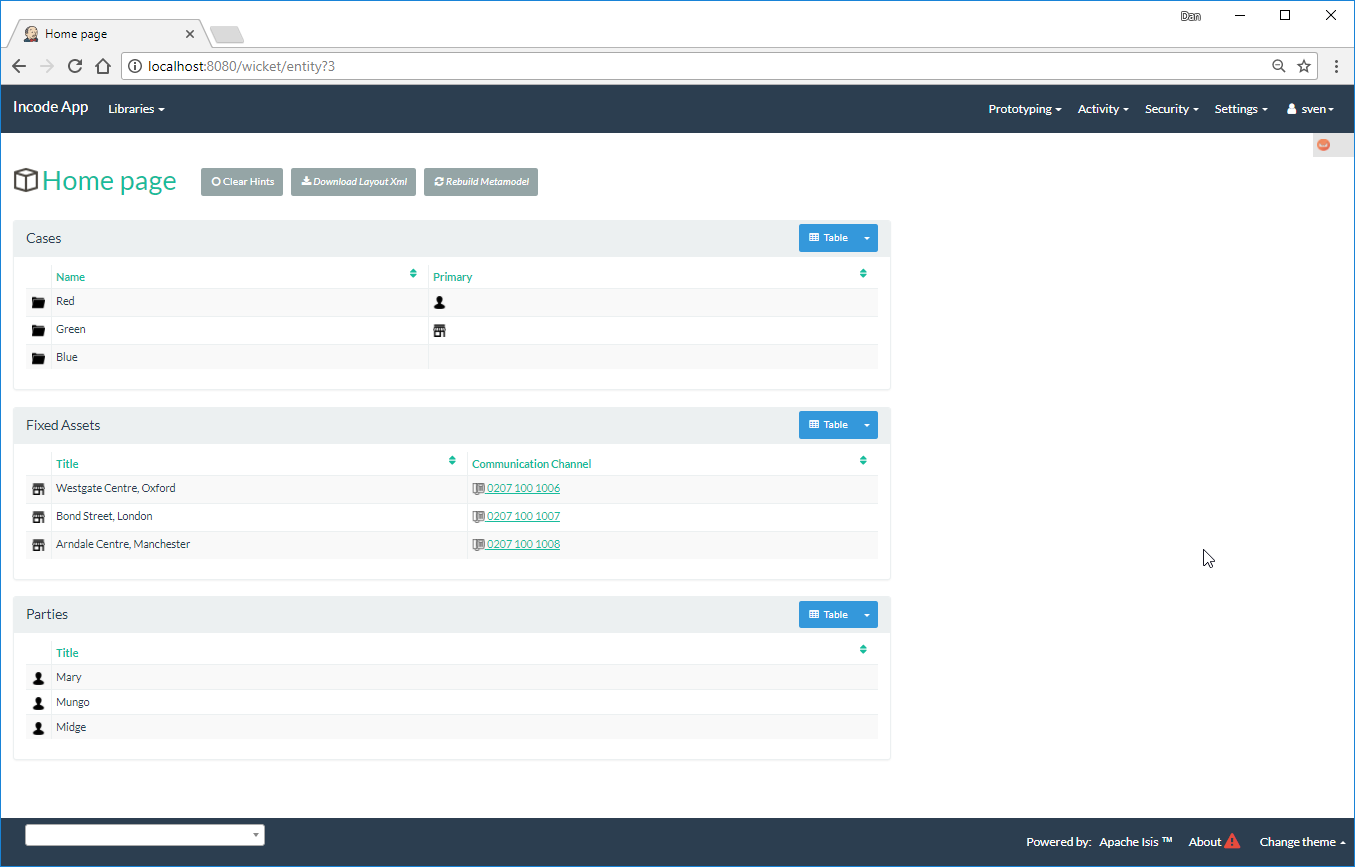 Dan
Home page
localhost:8080/wicket/entity?3
Incode App Libraries Prototyping Activity Security Settings sven
Home page Clear Hints Download Layout Xml Rebuild Metamodel
Cases Table
Name Primary
Red
Green
Blue
Fixed Assets Table
Title Communication Channel
Westgate Centre, Oxford 0207 100 1006
Bond Street, London 0207 100 1007
Arndale Centre, Manchester 0207 100 1008
Parties Table
Title
Mary
Mungo
Midge
Powered by: Apache Isis ™ About Change theme